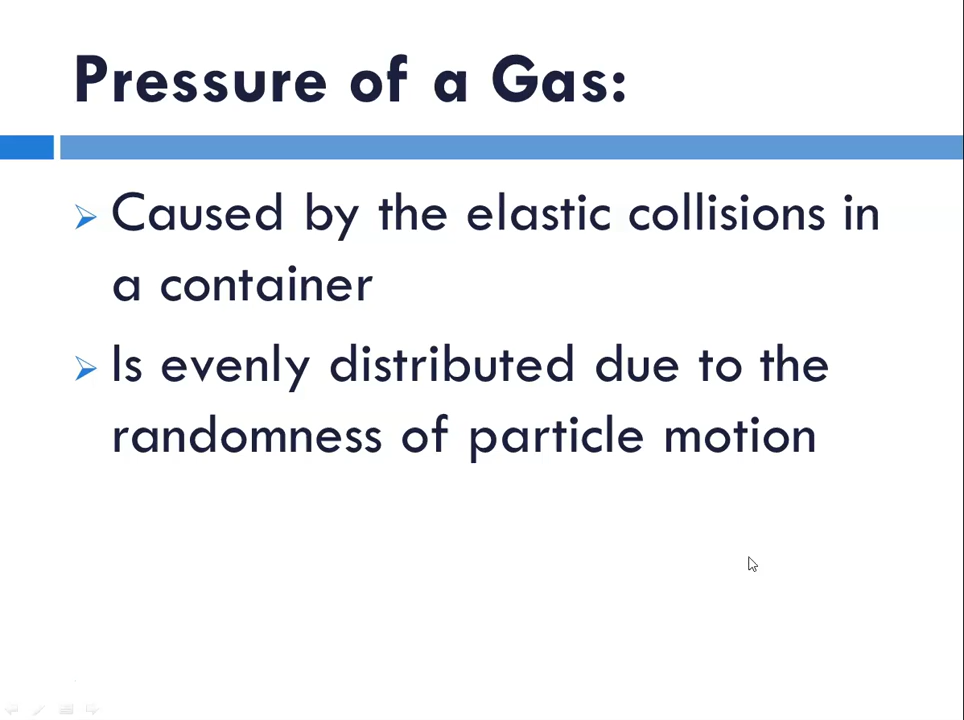 Pressure of a Gas:
Caused by the elastic collisions in
a container
Is evenly distributed due to the
randomness of particle motion